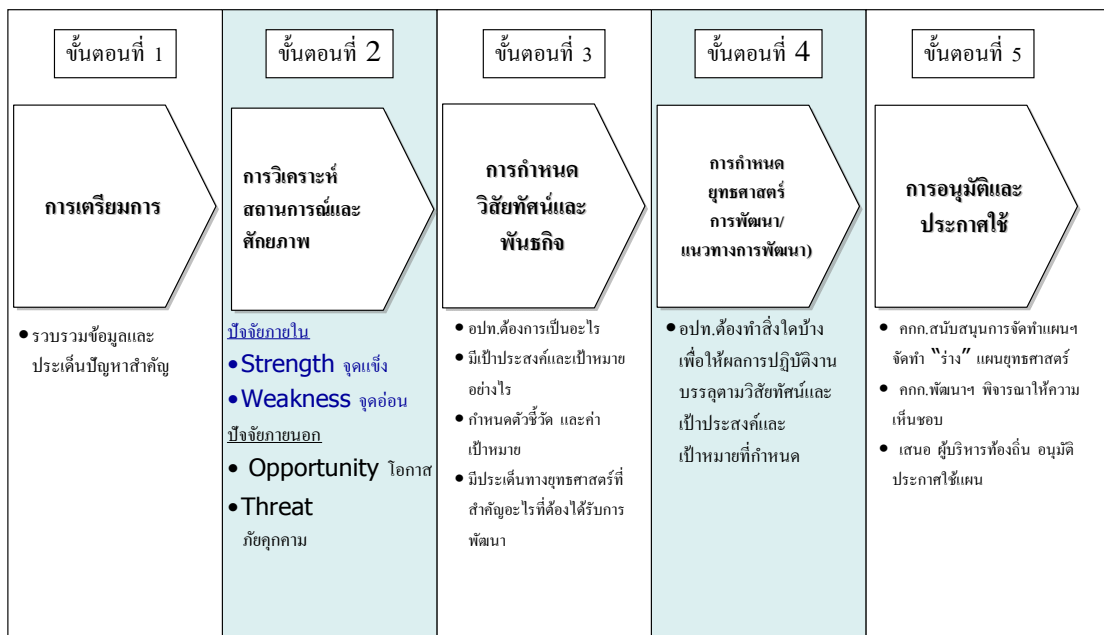 ขั้นตอนที่ 1
การเตรียมการ
• รวบรวมข้อมูลและ
ประเด็นปัญหาสำคัญ
ขั้นตอนที่ 2
การวิเคราะห์
สถานการณ์และ
ศักยภาพ
ปัจจัยภายใน
• Strength จุดแข็ง
• Weakness จุดอ่อน
ปัจจัยภายนอก
• Opportunity โอกาส
• Threat
ภัยคุกคาม
ขั้นตอนที่ 3
การกำหนด
วิสัยทัศน์และ
พันธกิจ
• อปท.ต้องการเป็นอะไร
• มีเป้าประสงค์และเป้าหมาย
อย่างไร
• กำหนดตัวชี้วัด และค่า
เป้าหมาย
• มีประเด็นทางยุทธศาสตร์ที่
สำคัญอะไรที่ต้องได้รับการ
พัฒนา
ขั้นตอนที่ 4
การกำหนด
ยุทธศาสตร์
การพัฒนา/
แนวทางการพัฒนา)
• อปท.ต้องทำสิ่งใดบ้าง
เพื่อให้ผลการปฏิบัติงาน
บรรลุตามวิสัยทัศน์และ
เป้าประสงค์และ
เป้าหมายที่กำหนด
ขั้นตอนที่ 5
การอนุมัติและ
ประกาศใช้
• คกก.สนับสนุนการจัดทำแผนฯ
จัดทำ “ร่าง” แผนยุทธศาสตร์
• คกก.พัฒนาฯ พิจารณาให้ความ
เห็นชอบ
• เสนอ ผู้บริหารท้องถิ่น อนุมัติ
ประกาศใช้แผน